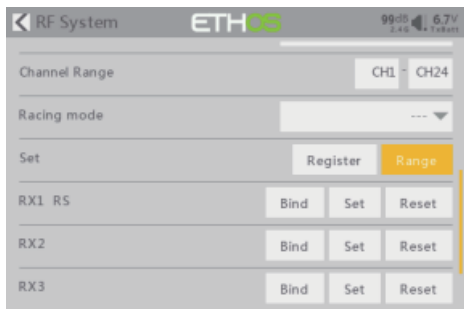 RF System ETHOS 99dB 2.4G 6.7V TxBatt
Channel Range CH1 - CH24
Racing mode ---
Set Register Range
RX1 RS Bind Set Reset
RX2 Bind Set Reset
RX3 Bind Set Reset